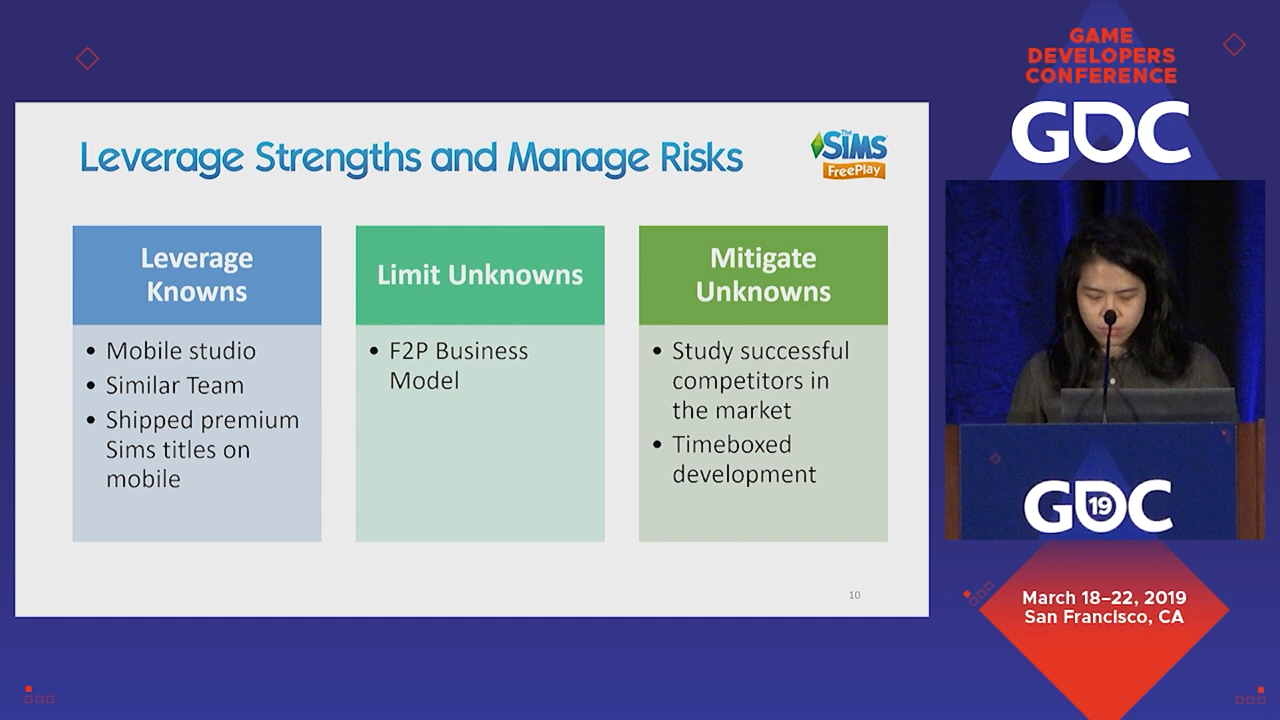 GAME
DEVELOPERS
CONFERENCE
GDC
Leverage Strengths and Manage Risks
The
SiMS
FreePlay
Leverage
Knowns
• Mobile studio
• Similar Team
• Shipped premium
Sims titles on
mobile
Limit Unknowns
• F2P Business
Model
Mitigate
Unknowns
• Study successful
competitors in
the market
• Timeboxed
development
10
GDC
19
March 18–22, 2019
San Francisco, CA